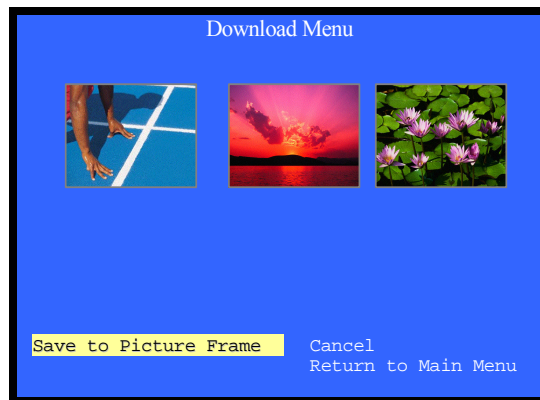 Download Menu
Save to Picture Frame
Cancel
Return to Main Menu